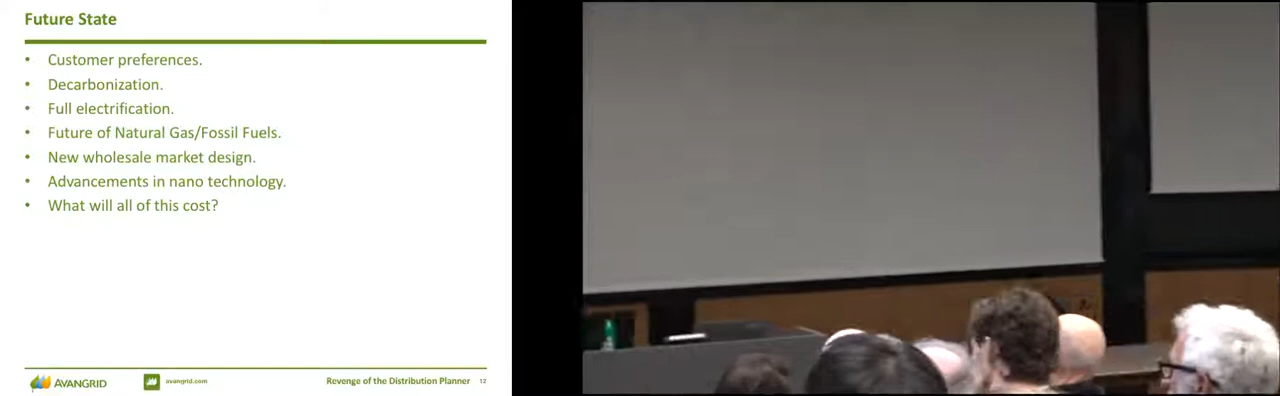 Future State
• Customer preferences.
• Decarbonization.
• Full electrification.
• Future of Natural Gas/Fossil Fuels.
• New wholesale market design.
• Advancements in nano technology.
• What will all of this cost?
AVANGRID
avangrid.com
Revenge of the Distribution Planner 12